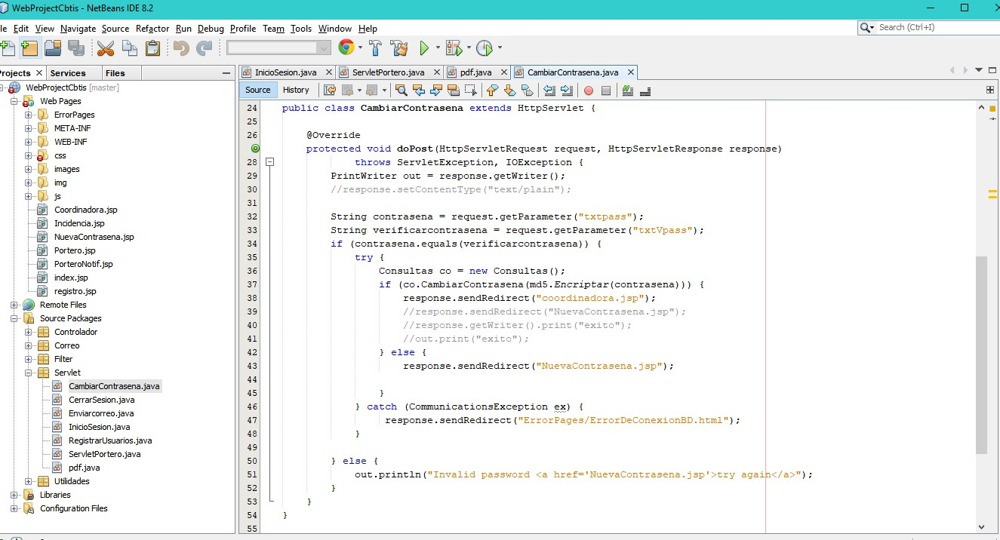 WebProjectCbtis - NetBeans IDE 8.2
le Edit View Navigate Source Refactor Run Debug Profile Team Tools Window Help
Search (Ctrl+I)
rojects Services Files
WebProjectCbtis [master]
Web Pages
ErrorPages
META-INF
WEB-INF
css
images
img
js
Coordinadora.jsp
Incidencia.jsp
NuevaContrasena.jsp
Portero.jsp
PorteroNotif.jsp
index.jsp
registro.jsp
Remote Files
Source Packages
Controlador
Correo
Filter
Servlet
CambiarContrasena.java
CerrarSesion.java
Enviarcorreo.java
InicioSesion.java
RegistrarUsuarios.java
ServletPortero.java
pdf.java
Utilidades
Libraries
Configuration Files
InicioSesion.java ServletPortero.java pdf.java CambiarContrasena.java
Source History
24 public class CambiarContrasena extends HttpServlet {
25
26 @Override
protected void doPost(HttpServletRequest request, HttpServletResponse response)
28 throws ServletException, IOException {
29 PrintWriter out = response.getWriter();
30 //response.setContentType("text/plain");
31
32 String contrasena = request.getParameter("txtpass");
33 String verificarcontrasena = request.getParameter("txtVpass");
34 if (contrasena.equals(verificarcontrasena)) {
35 try {
36 Consultas co = new Consultas();
37 if (co.CambiarContrasena(md5.Encriptar(contrasena))) {
38 response.sendRedirect("coordinadora.jsp");
39 //response.sendRedirect("NuevaContrasena.jsp");
40 //response.getWriter().print("exito");
41 //out.print("exito");
42 } else {
43 response.sendRedirect("NuevaContrasena.jsp");
44
45 }
46 } catch (CommunicationsException ex) {
47 response.sendRedirect("ErrorPages/ErrorDeConexionBD.html");
48 }
49
50 } else {
51 out.println("Invalid password <a href='NuevaContrasena.jsp'>try again</a>");
52 }
53 }
54 }
55